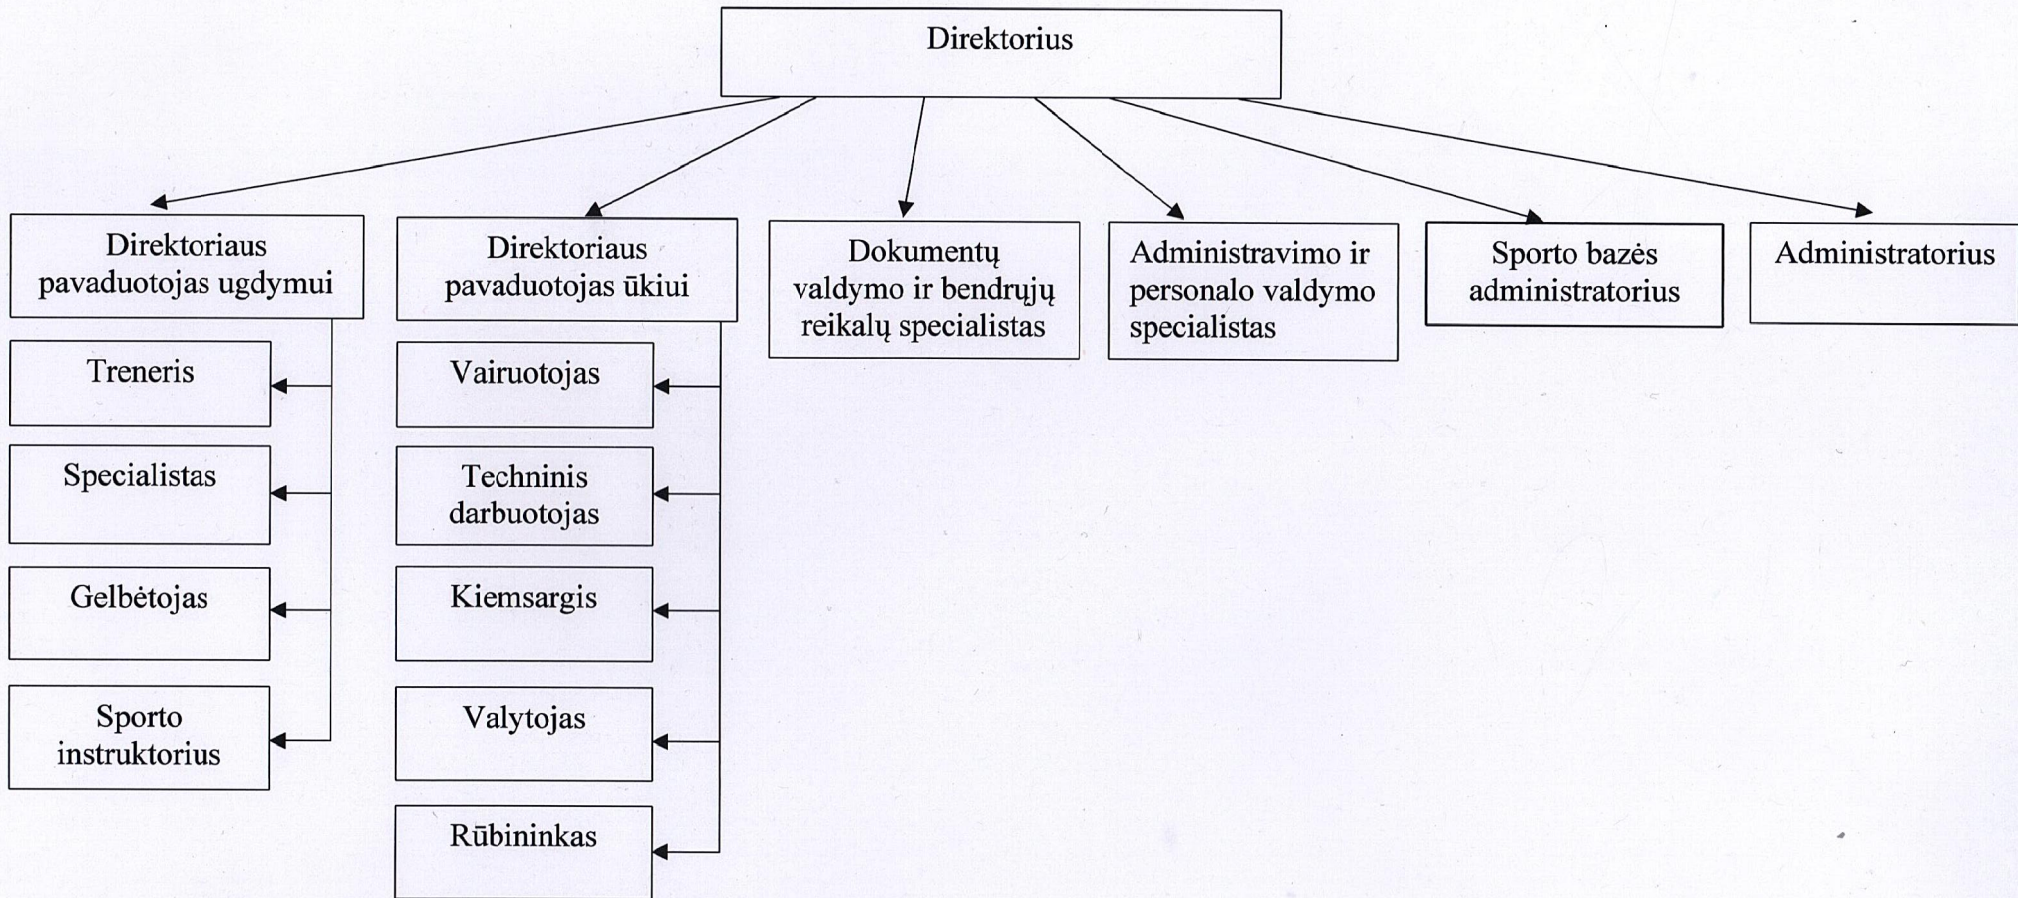 Direktorius
Direktoriaus
pavaduotojas ugdymui
Direktoriaus
pavaduotojas ūkiui
Dokumentų
valdymo ir bendrųjų
reikalų specialistas
Administravimo ir
personalo valdymo
specialistas
Sporto bazės
administratorius
Administratorius
Treneris
Specialistas
Gelbėtojas
Sporto
instruktorius
Vairuotojas
Techninis
darbuotojas
Kiemsargis
Valytojas
Rūbininkas